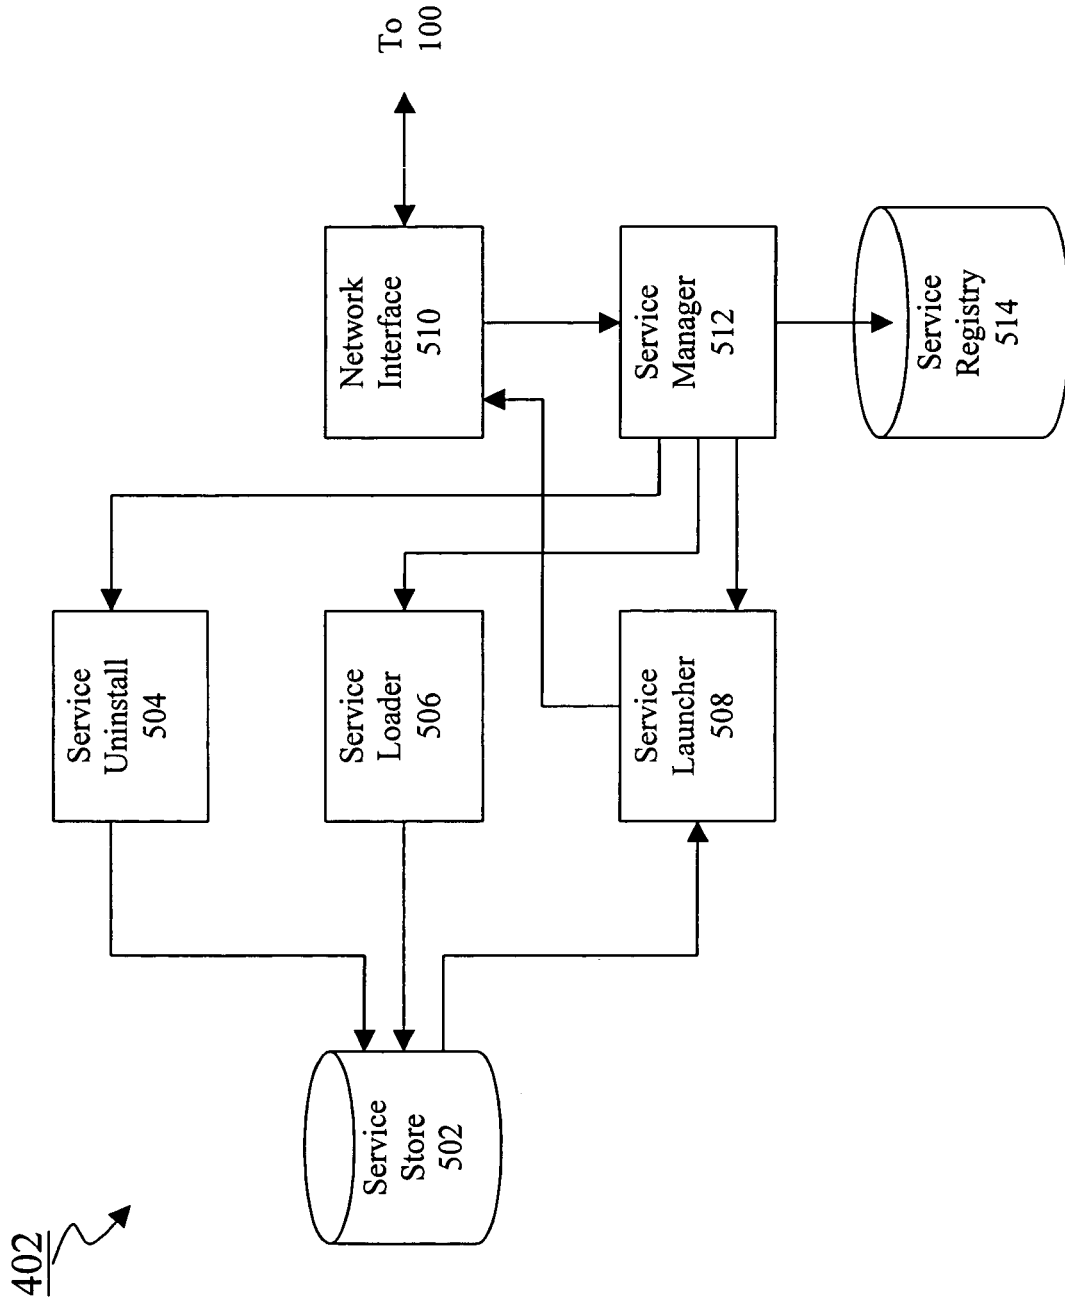 402
Service
Store
502
Service
Uninstall
504
Service
Loader
506
Service
Launcher
508
Network
Interface
510
Service
Manager
512
Service
Registry
514
To
100